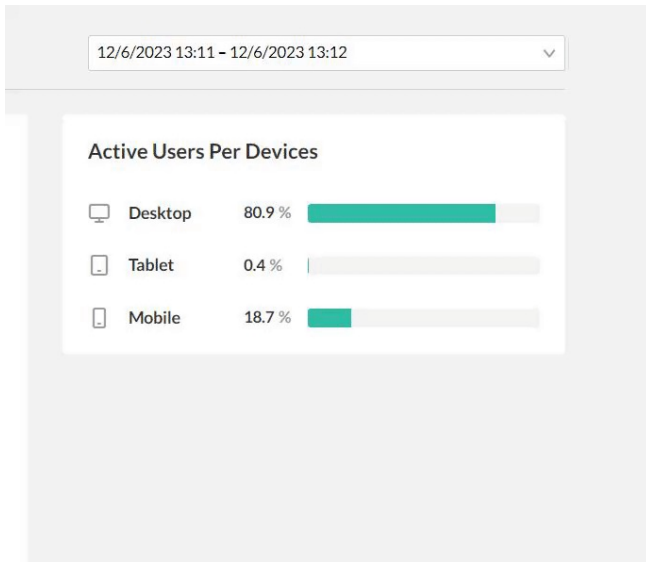 12/6/2023 13:11 – 12/6/2023 13:12
Active Users Per Devices
Desktop 80.9 %
Tablet 0.4 %
Mobile 18.7 %